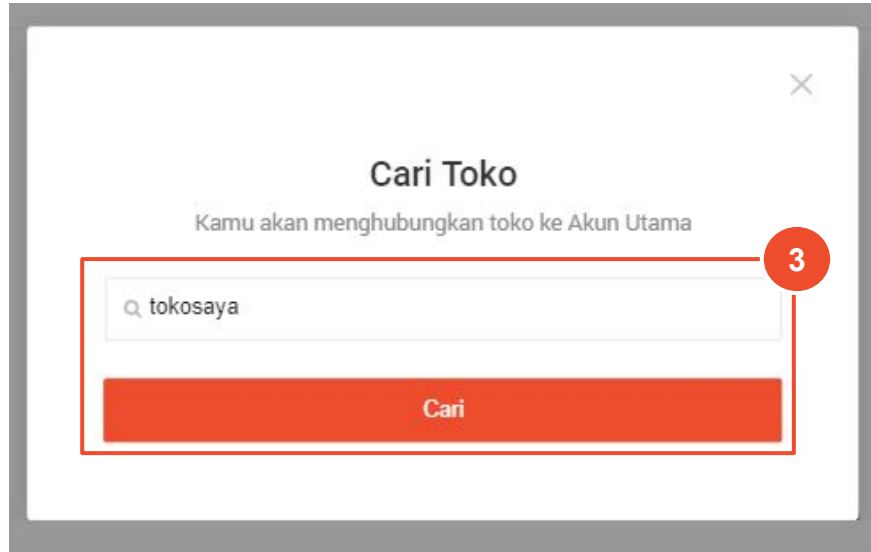 Cari Toko
Kamu akan menghubungkan toko ke Akun Utama
3
tokosaya
Cari